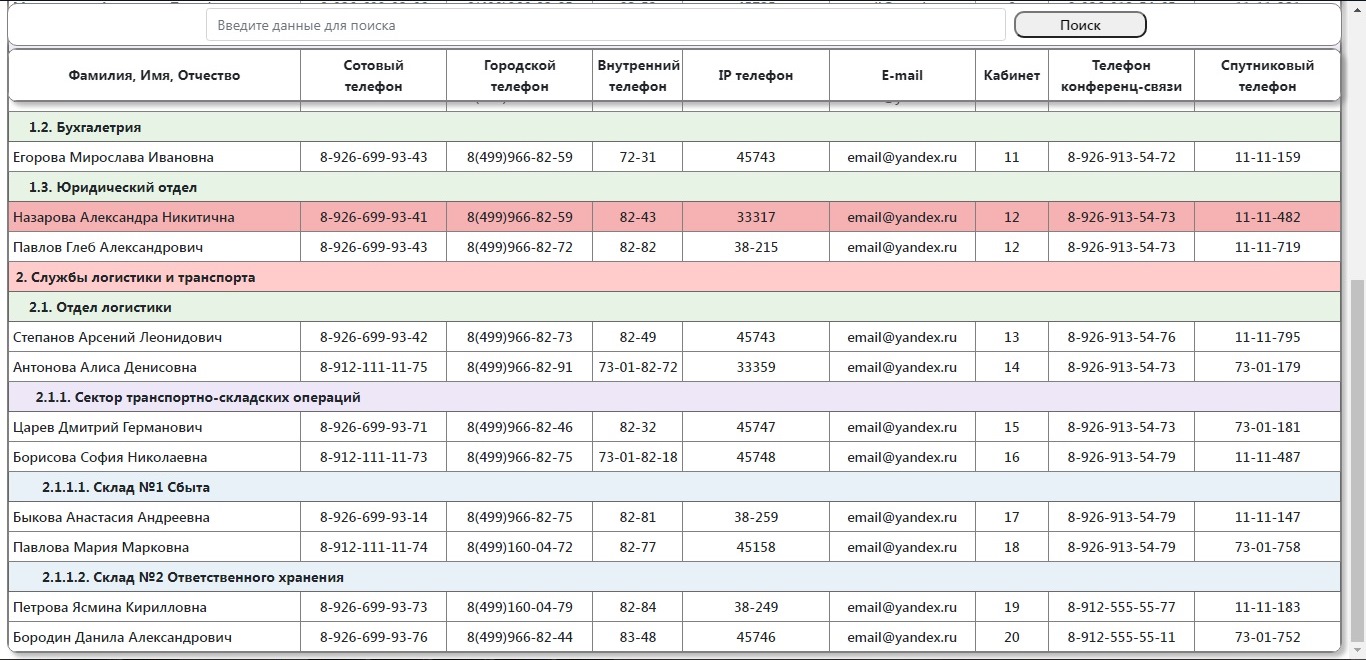 Введите данные для поиска Поиск
Фамилия, Имя, Отчество Сотовый телефон Городской телефон Внутренний телефон IP телефон E-mail Кабинет Телефон конференц-связи Спутниковый телефон
1.2. Бухгалетрия
Егорова Мирослава Ивановна 8-926-699-93-43 8(499)966-82-59 72-31 45743 email@yandex.ru 11 8-926-913-54-72 11-11-159
1.3. Юридический отдел
Назарова Александра Никитична 8-926-699-93-41 8(499)966-82-59 82-43 33317 email@yandex.ru 12 8-926-913-54-73 11-11-482
Павлов Глеб Александрович 8-926-699-93-43 8(499)966-82-72 82-82 38-215 email@yandex.ru 12 8-926-913-54-73 11-11-719
2. Службы логистики и транспорта
2.1. Отдел логистики
Степанов Арсений Леонидович 8-926-699-93-42 8(499)966-82-73 82-49 45743 email@yandex.ru 13 8-926-913-54-76 11-11-795
Антонова Алиса Денисовна 8-912-111-11-75 8(499)966-82-91 73-01-82-72 33359 email@yandex.ru 14 8-926-913-54-73 73-01-179
2.1.1. Сектор транспортно-складских операций
Царев Дмитрий Германович 8-926-699-93-71 8(499)966-82-46 82-32 45747 email@yandex.ru 15 8-926-913-54-73 73-01-181
Борисова София Николаевна 8-912-111-11-73 8(499)966-82-75 73-01-82-18 45748 email@yandex.ru 16 8-926-913-54-79 11-11-487
2.1.1.1. Склад №1 Сбыта
Быкова Анастасия Андреевна 8-926-699-93-14 8(499)966-82-75 82-81 38-259 email@yandex.ru 17 8-926-913-54-79 11-11-147
Павлова Мария Марковна 8-912-111-11-74 8(499)160-04-72 82-77 45158 email@yandex.ru 18 8-926-913-54-79 73-01-758
2.1.1.2. Склад №2 Ответственного хранения
Петрова Ясмина Кирилловна 8-926-699-93-73 8(499)160-04-79 82-84 38-249 email@yandex.ru 19 8-912-555-55-77 11-11-183
Бородин Данила Александрович 8-926-699-93-76 8(499)966-82-44 83-48 45746 email@yandex.ru 20 8-912-555-55-11 73-01-752